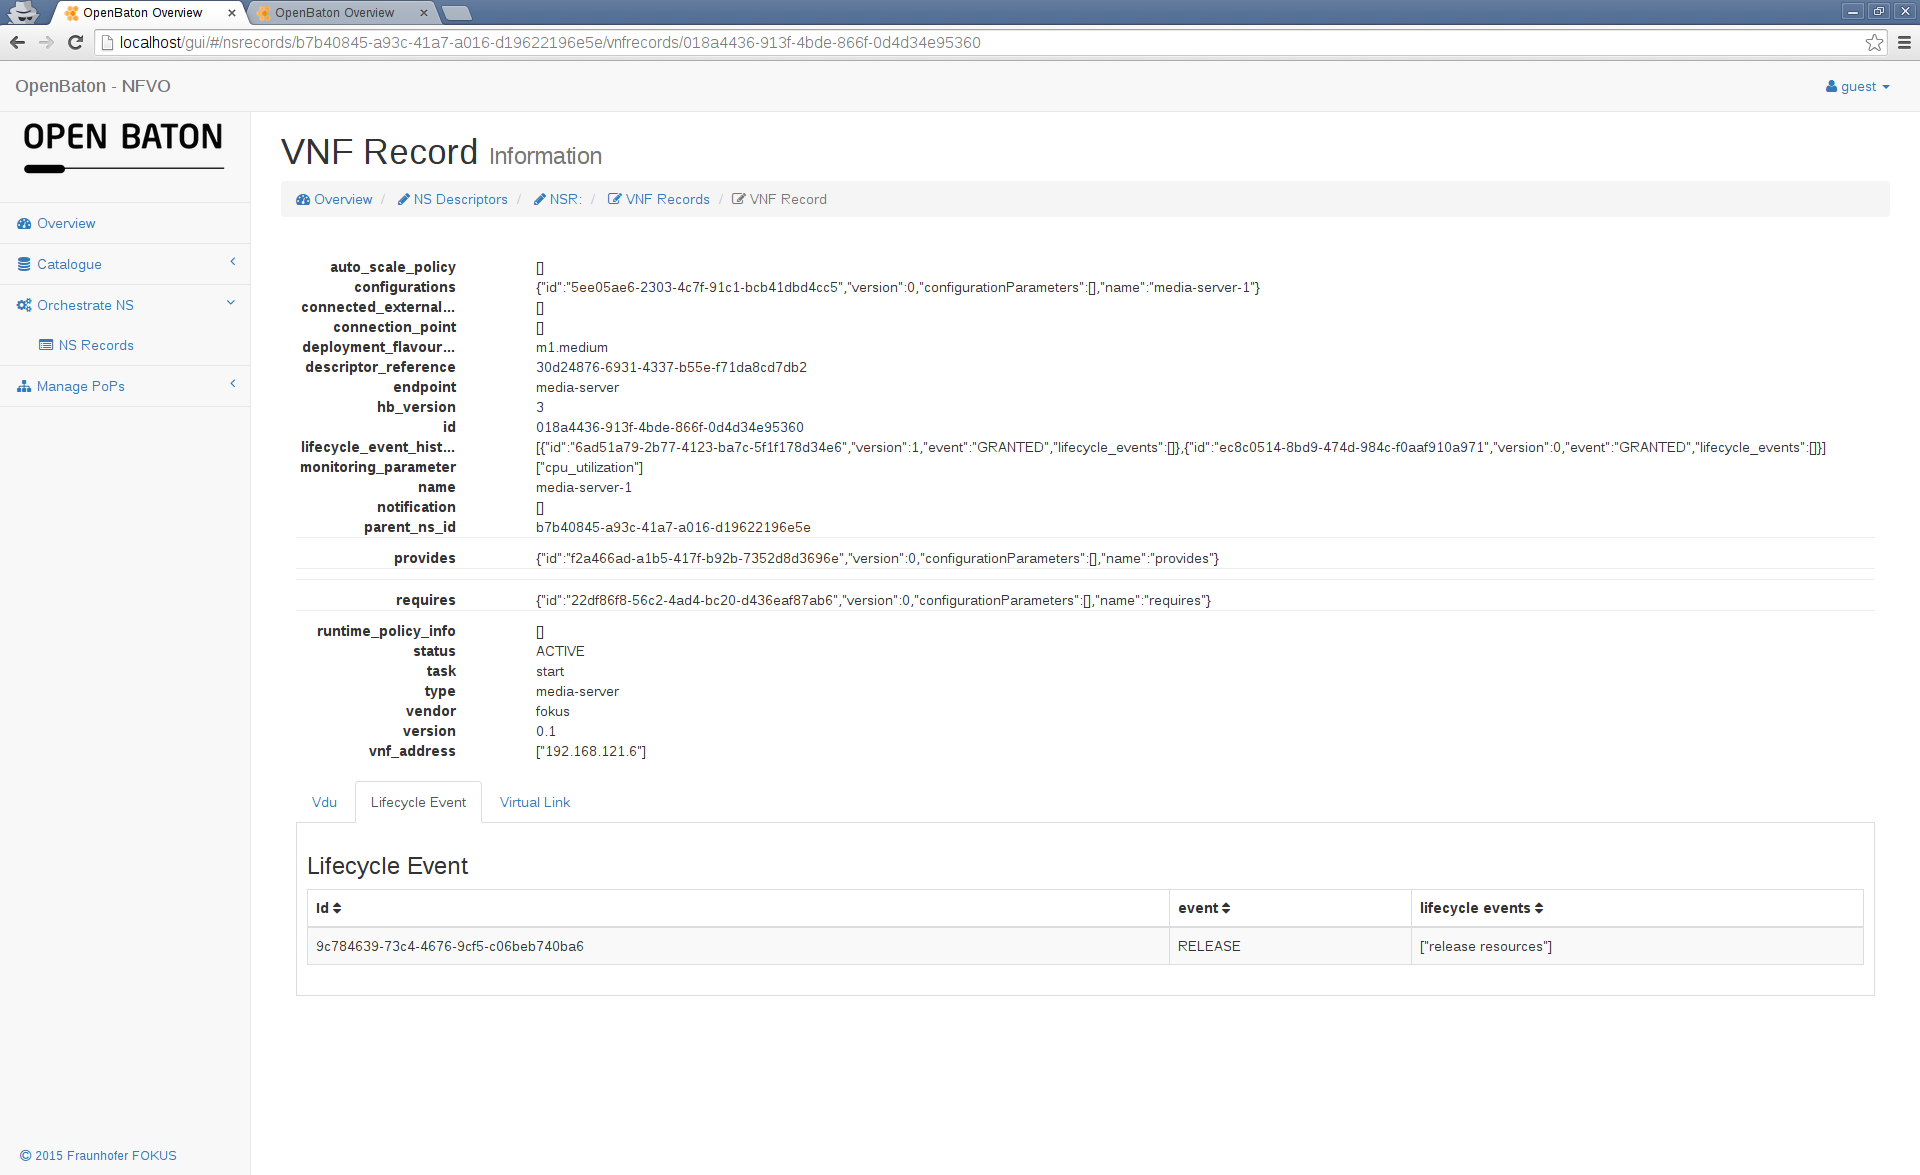 OpenBaton Overview
OpenBaton Overview
localhost/gui/#/nsrecords/b7b40845-a93c-41a7-a016-d19622196e5e/vnfrecords/018a4436-913f-4bde-866f-0d4d34e95360
OpenBaton - NFVO
guest
OPEN BATON
Overview
Catalogue
Orchestrate NS
NS Records
Manage PoPs
VNF Record Information
Overview / NS Descriptors / NSR: / VNF Records / VNF Record
auto_scale_policy []
configurations {"id":"5ee05ae6-2303-4c7f-91c1-bcb41dbd4cc5","version":0,"configurationParameters":[],"name":"media-server-1"}
connected_external... []
connection_point []
deployment_flavour... m1.medium
descriptor_reference 30d24876-6931-4337-b55e-f71da8cd7db2
endpoint media-server
hb_version 3
id 018a4436-913f-4bde-866f-0d4d34e95360
lifecycle_event_hist... [{"id":"6ad51a79-2b77-4123-ba7c-5f1f178d34e6","version":1,"event":"GRANTED","lifecycle_events":[]},{"id":"ec8c0514-8bd9-474d-984c-f0aaf910a971","version":0,"event":"GRANTED","lifecycle_events":[]}]
monitoring_parameter ["cpu_utilization"]
name media-server-1
notification []
parent_ns_id b7b40845-a93c-41a7-a016-d19622196e5e
provides {"id":"f2a466ad-a1b5-417f-b92b-7352d8d3696e","version":0,"configurationParameters":[],"name":"provides"}
requires {"id":"22df86f8-56c2-4ad4-bc20-d436eaf87ab6","version":0,"configurationParameters":[],"name":"requires"}
runtime_policy_info []
status ACTIVE
task start
type media-server
vendor fokus
version 0.1
vnf_address ["192.168.121.6"]
Vdu Lifecycle Event Virtual Link
Lifecycle Event
Id event lifecycle events
9c784639-73c4-4676-9cf5-c06beb740ba6 RELEASE ["release resources"]
© 2015 Fraunhofer FOKUS